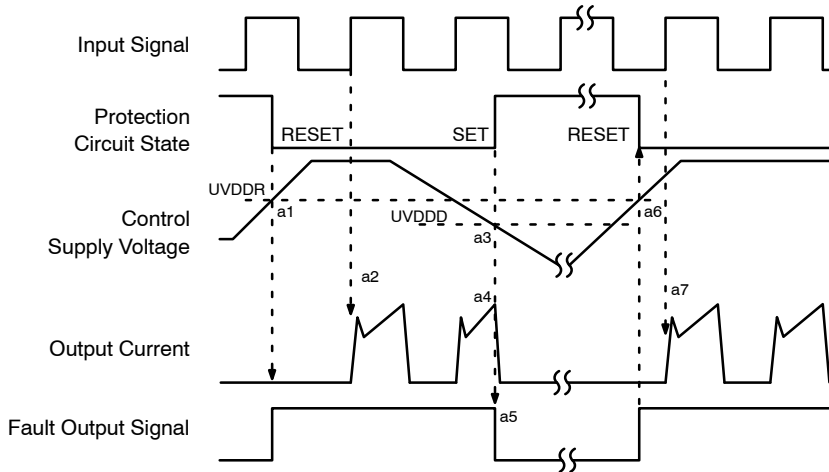 Input Signal
Protection
Circuit State
RESET
SET
RESET
UVDDR
a1
a6
Control
Supply Voltage
UVDDD
a3
a2
a4
a7
Output Current
Fault Output Signal
a5